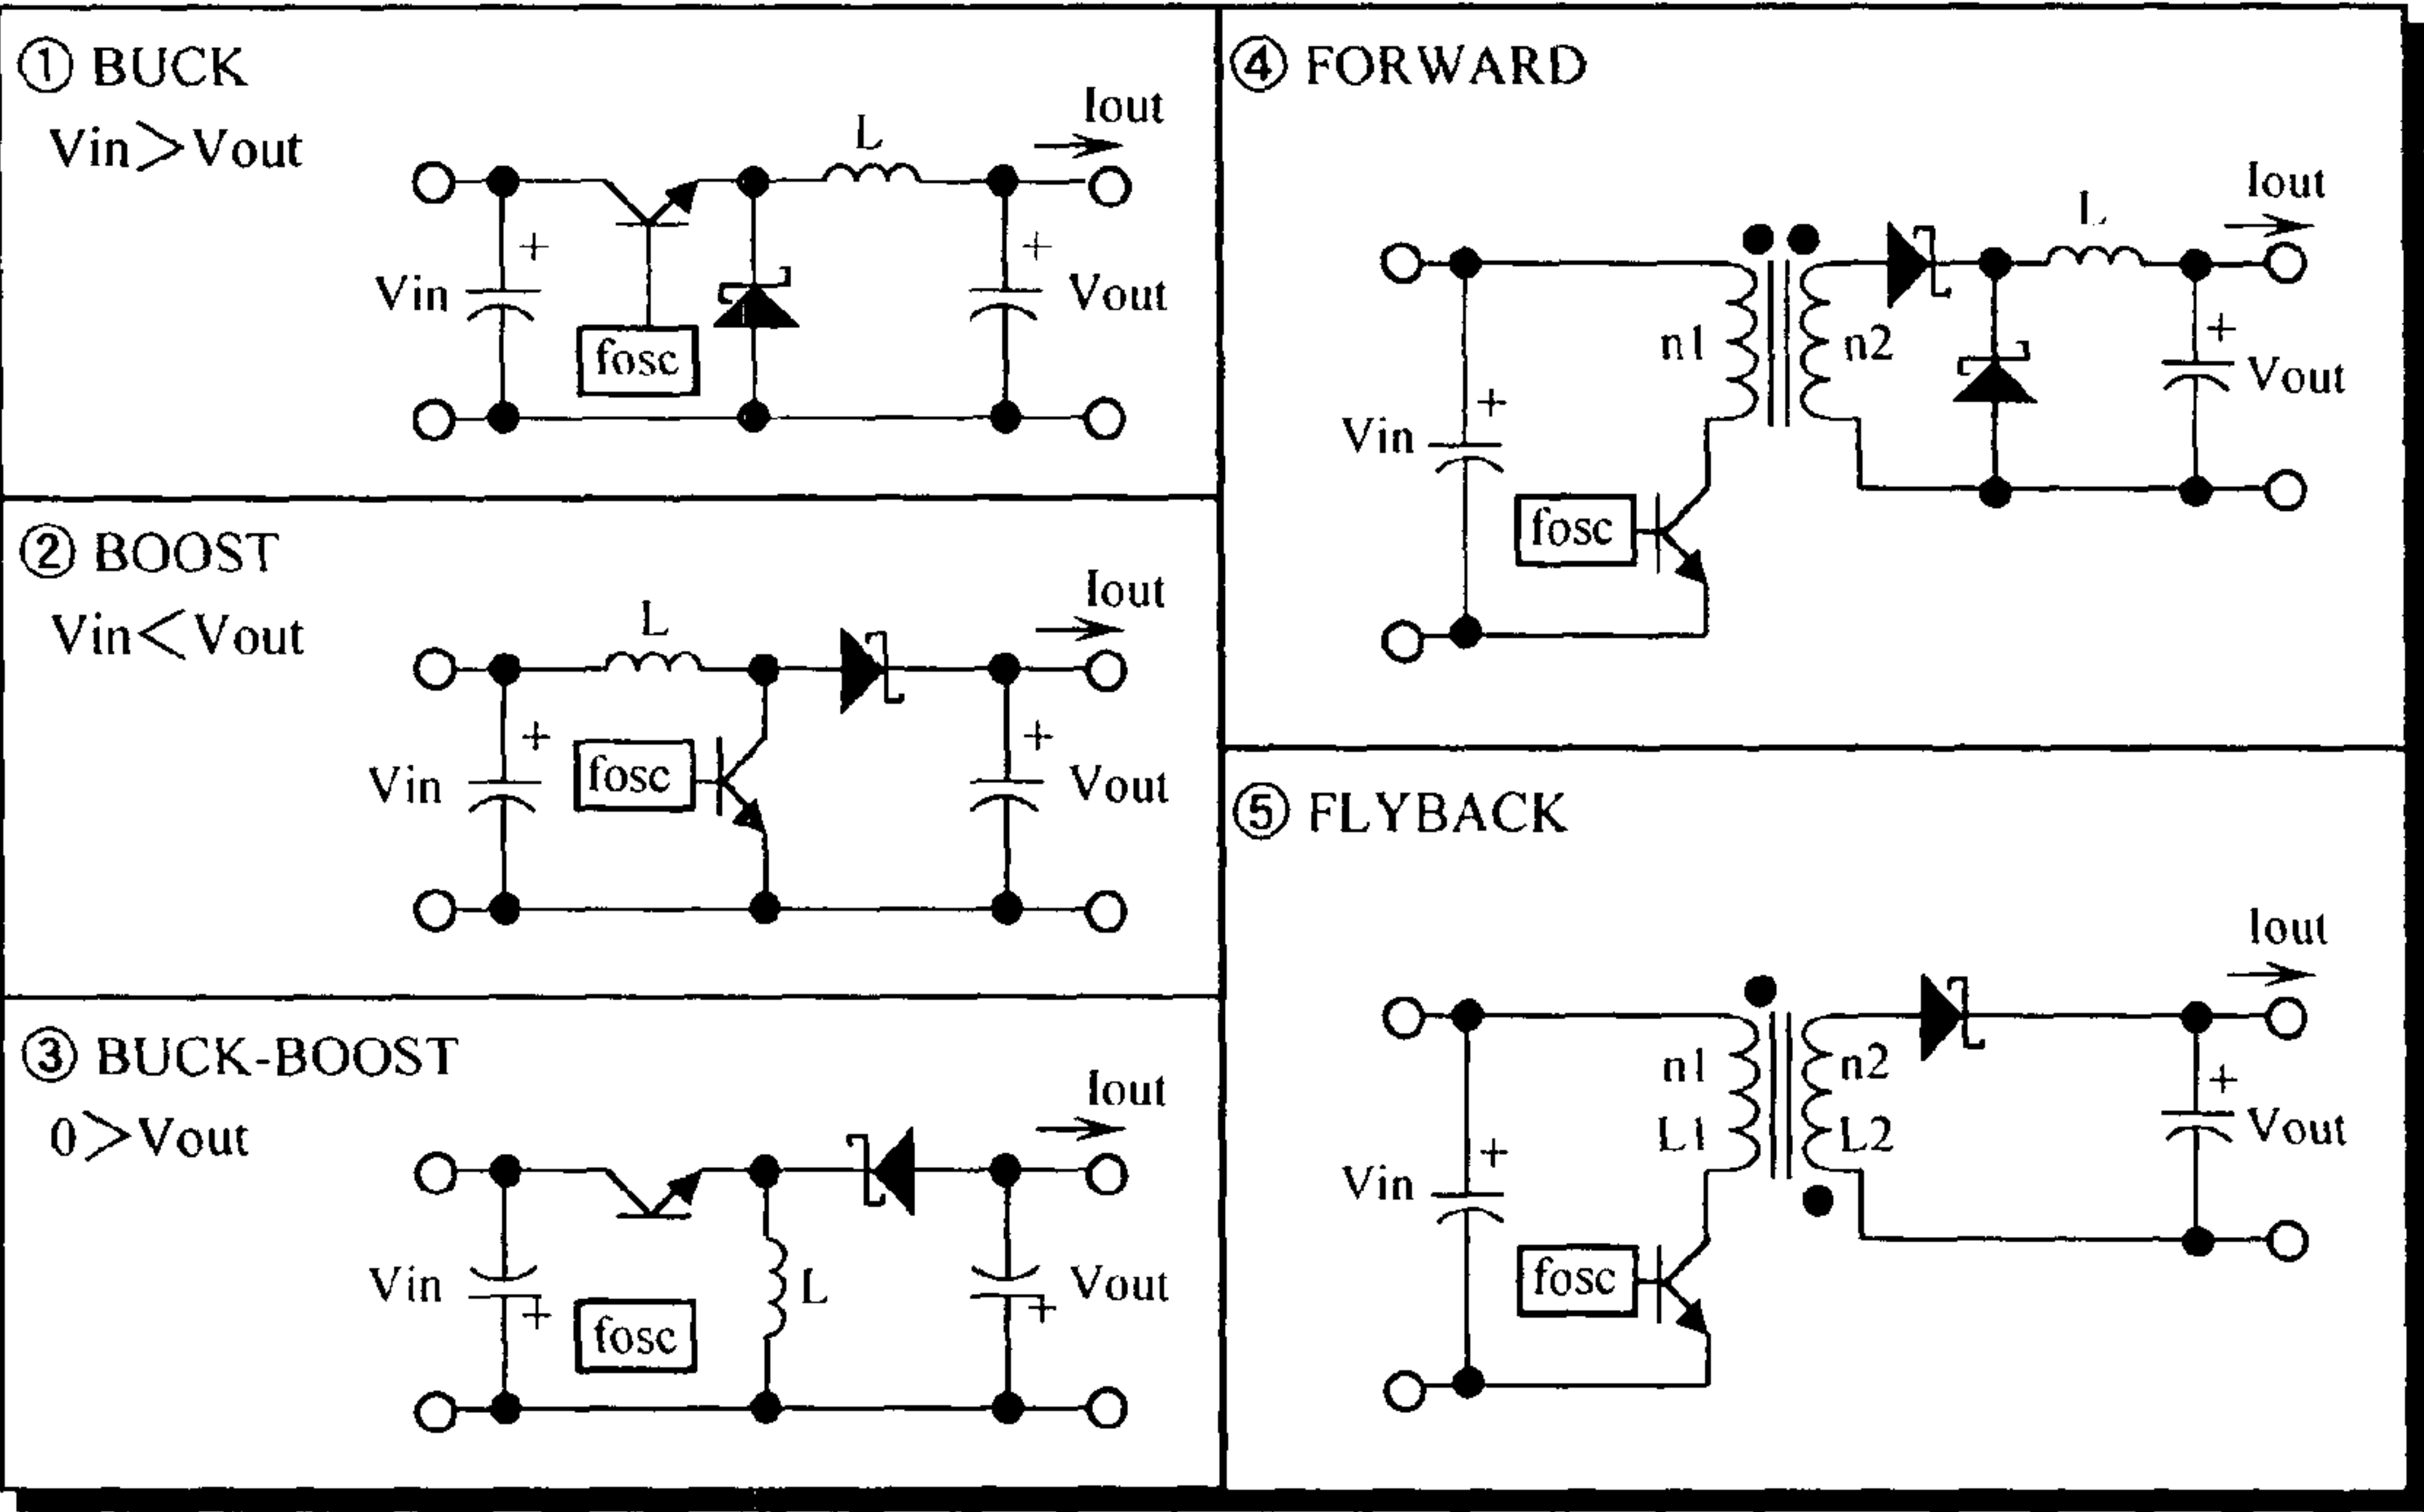 ① BUCK
Vin>Vout
Iout
L
+
+
Vin
Vout
fosc
② BOOST
Vin<Vout
Iout
L
+
+
Vin
fosc
Vout
③ BUCK-BOOST
0>Vout
Iout
Vin
L
Vout
+
+
fosc
④ FORWARD
Iout
L
n1
n2
+
Vout
+
Vin
fosc
⑤ FLYBACK
Iout
n1
n2
+
L1
L2
Vout
+
Vin
fosc